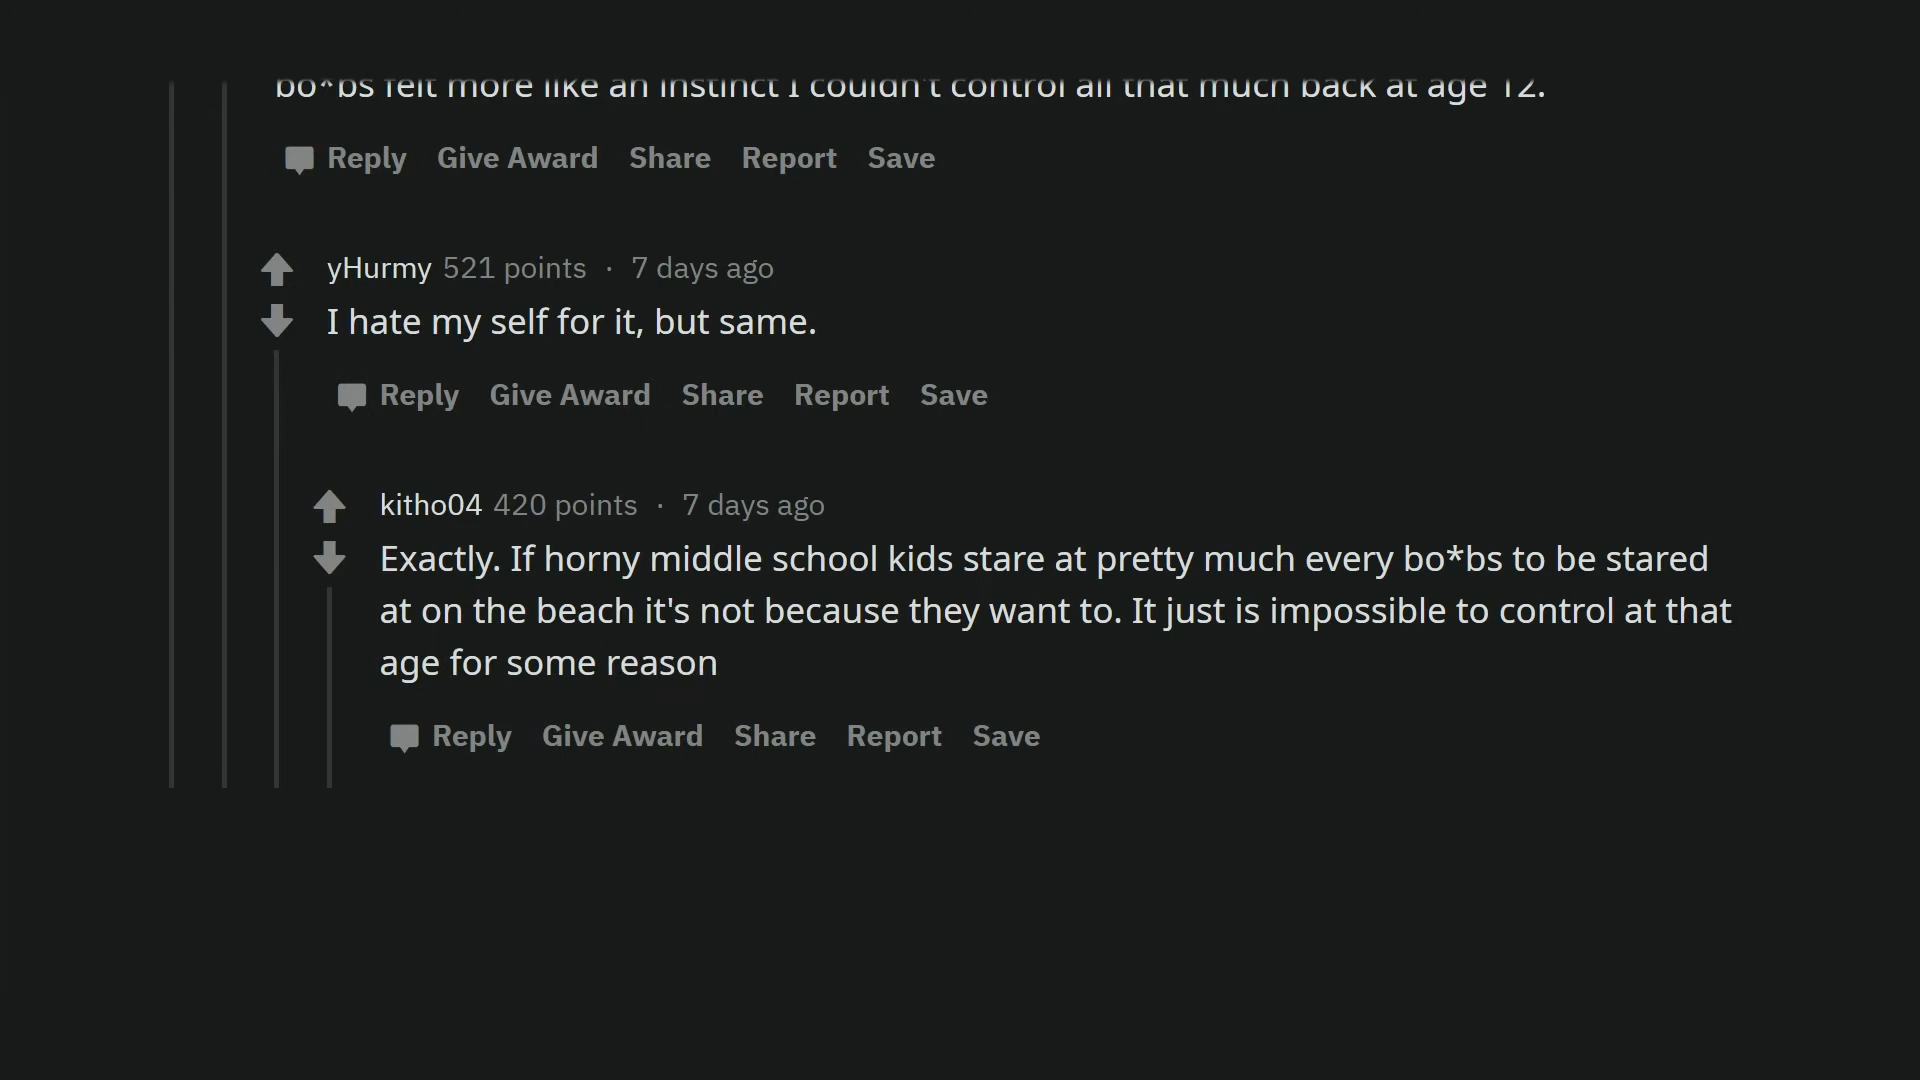 bo*bs felt more like an instinct I couldn't control all that much back at age 12.
Reply Give Award Share Report Save
yHurmy 521 points · 7 days ago
I hate my self for it, but same.
Reply Give Award Share Report Save
kitho04 420 points · 7 days ago
Exactly. If horny middle school kids stare at pretty much every bo*bs to be stared
at on the beach it's not because they want to. It just is impossible to control at that
age for some reason
Reply Give Award Share Report Save